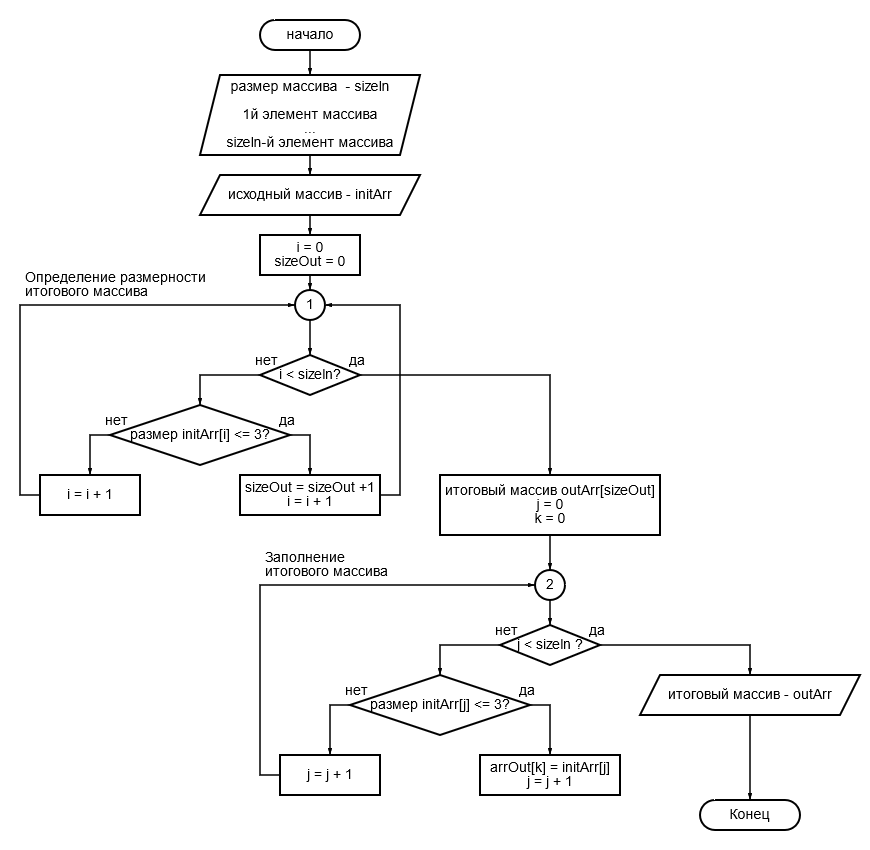 начало
размер массива - sizeIn
1й элемент массива
...
sizeIn-й элемент массива
исходный массив - initArr
i = 0
sizeOut = 0
Определение размерности
итогового массива
1
нет
да
i < sizeIn?
нет
да
размер initArr[i] <= 3?
i = i + 1
sizeOut = sizeOut +1
i = i + 1
итоговый массив outArr[sizeOut]
j = 0
k = 0
Заполнение
итогового массива
2
нет
да
j < sizeIn ?
нет
да
размер initArr[j] <= 3?
итоговый массив - outArr
j = j + 1
arrOut[k] = initArr[j]
j = j + 1
Конец